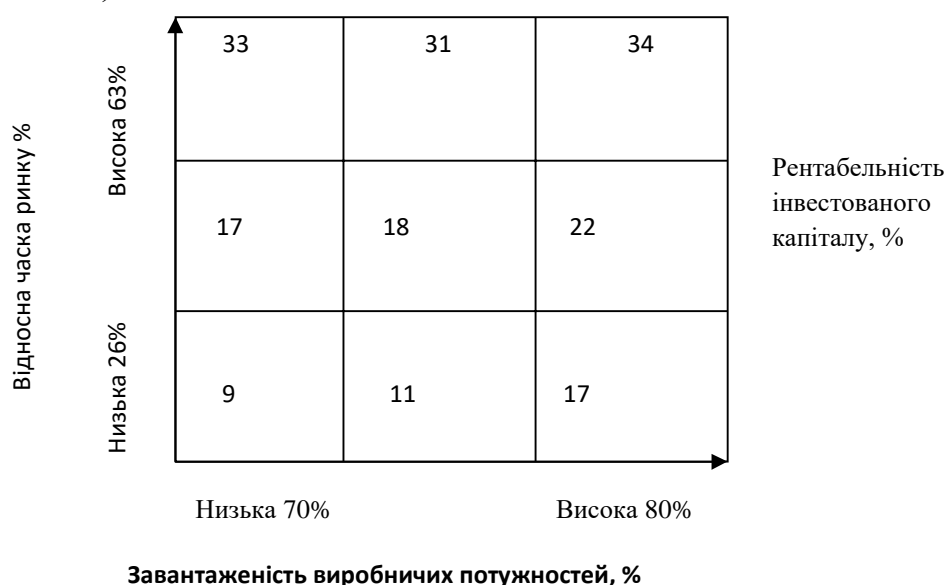 33 31 34
Висока 63%
Відносна часка ринку %
Рентабельність
інвестованого
капіталу, %
17 18 22
Низька 26%
9 11 17
Низька 70% Висока 80%
Завантаженість виробничих потужностей, %